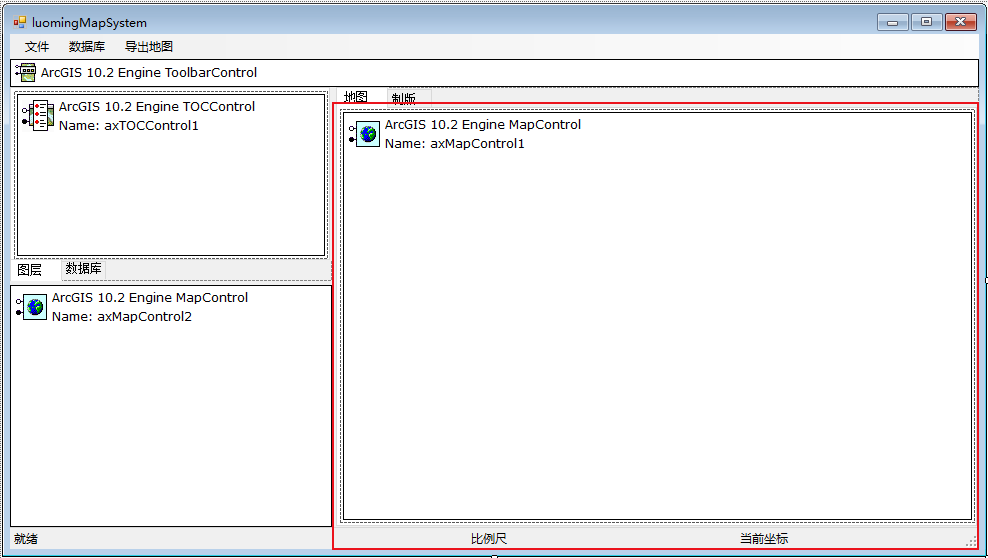 luomingMapSystem
文件 数据库 导出地图
ArcGIS 10.2 Engine ToolbarControl
ArcGIS 10.2 Engine TOCControl
Name: axTOCControl1
图层 数据库
ArcGIS 10.2 Engine MapControl
Name: axMapControl2
地图 制版
ArcGIS 10.2 Engine MapControl
Name: axMapControl1
就绪 比例尺 当前坐标